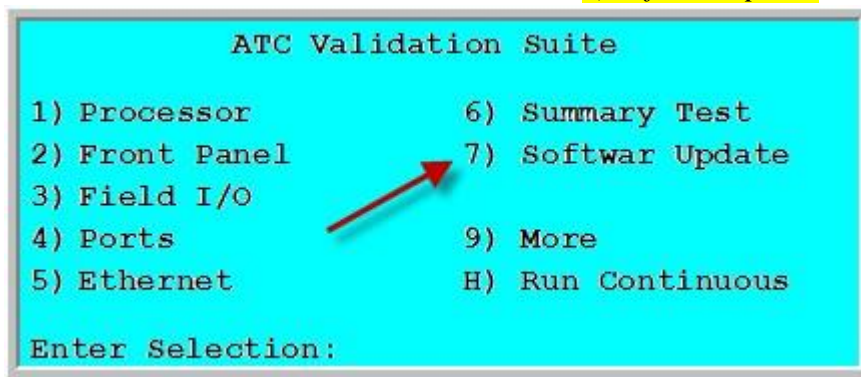 ATC Validation Suite
1) Processor 6) Summary Test
2) Front Panel 7) Softwar Update
3) Field I/O
4) Ports 9) More
5) Ethernet H) Run Continuous
Enter Selection: